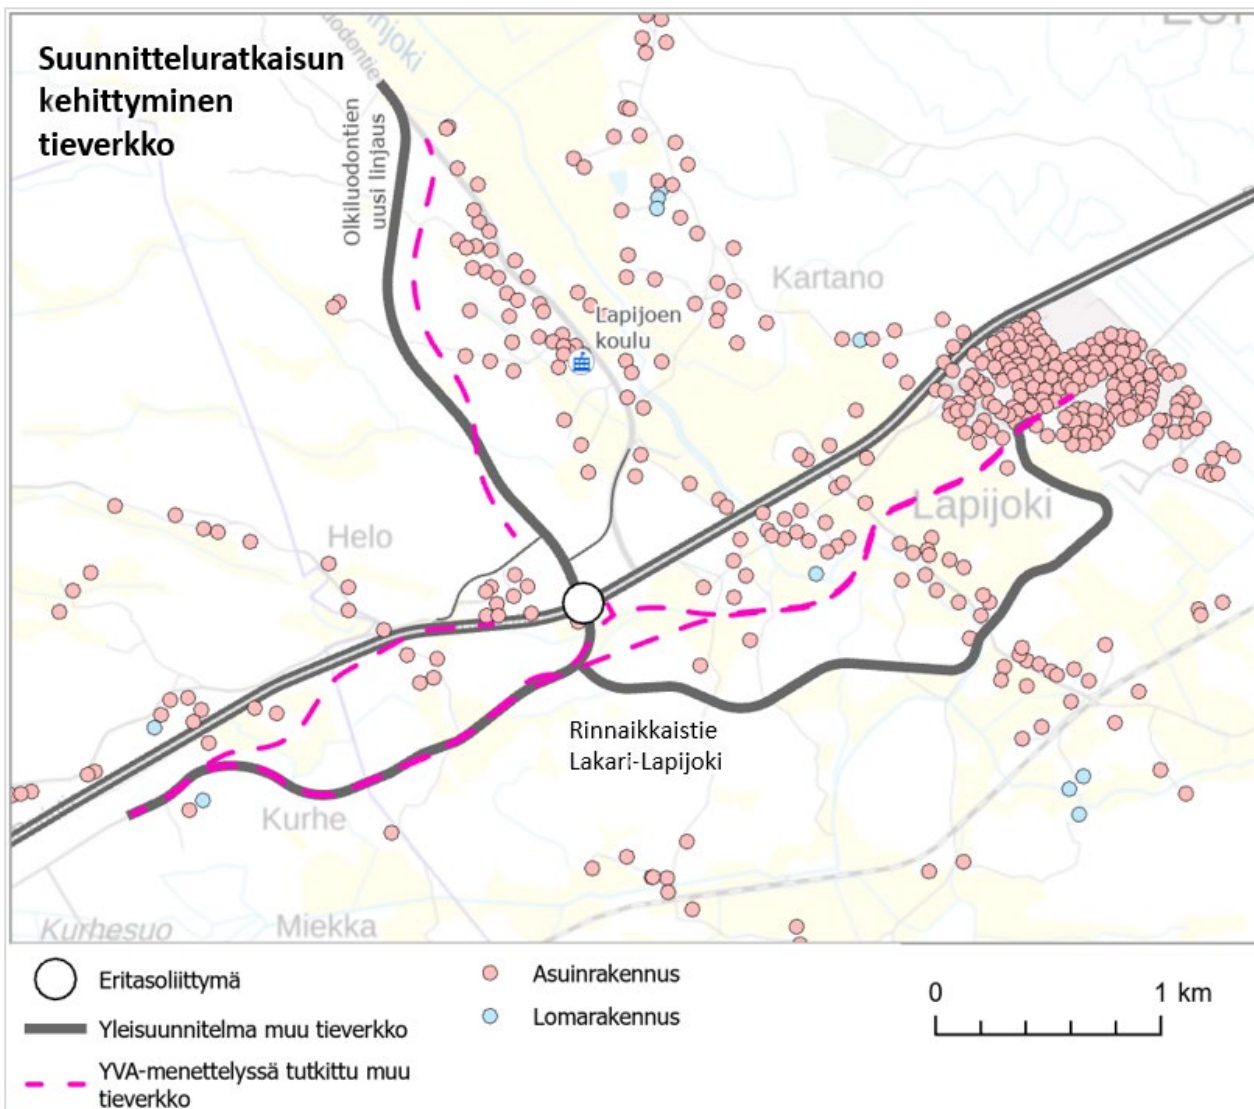 Suunnitteluratkaisun
kehittyminen
tieverkko
Olkiluodontien
uusi linjaus
Kartano
Lapijoen
koulu
Lapijoki
Helo
Rinnaikkaistie
Lakari-Lapijoki
Kurhe
Kurhesuo
Miekka
Eritasoliittymä
Yleisuunnitelma muu tieverkko
YVA-menettelyssä tutkittu muu
tieverkko
Asuinrakennus
Lomarakennus
0 1 km